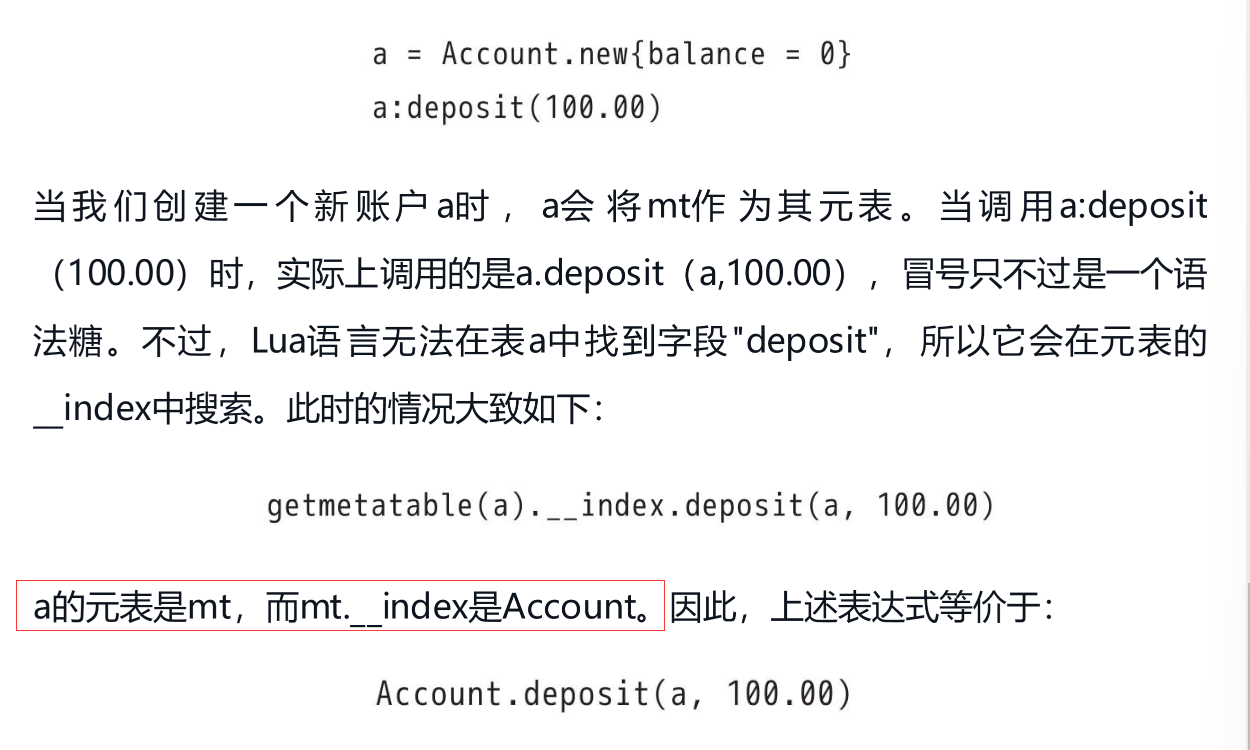 a = Account.new{balance = 0}
a:deposit(100.00)
当我们创建一个新账户a时，a会 将mt作 为其元表。当调用a:deposit
（100.00）时，实际上调用的是a.deposit（a,100.00），冒号只不过是一个语
法糖。不过，Lua语言无法在表a中找到字段"deposit"，所以它会在元表的
__index中搜索。此时的情况大致如下：
getmetatable(a).__index.deposit(a, 100.00)
a的元表是mt，而mt.__index是Account。因此，上述表达式等价于：
Account.deposit(a, 100.00)